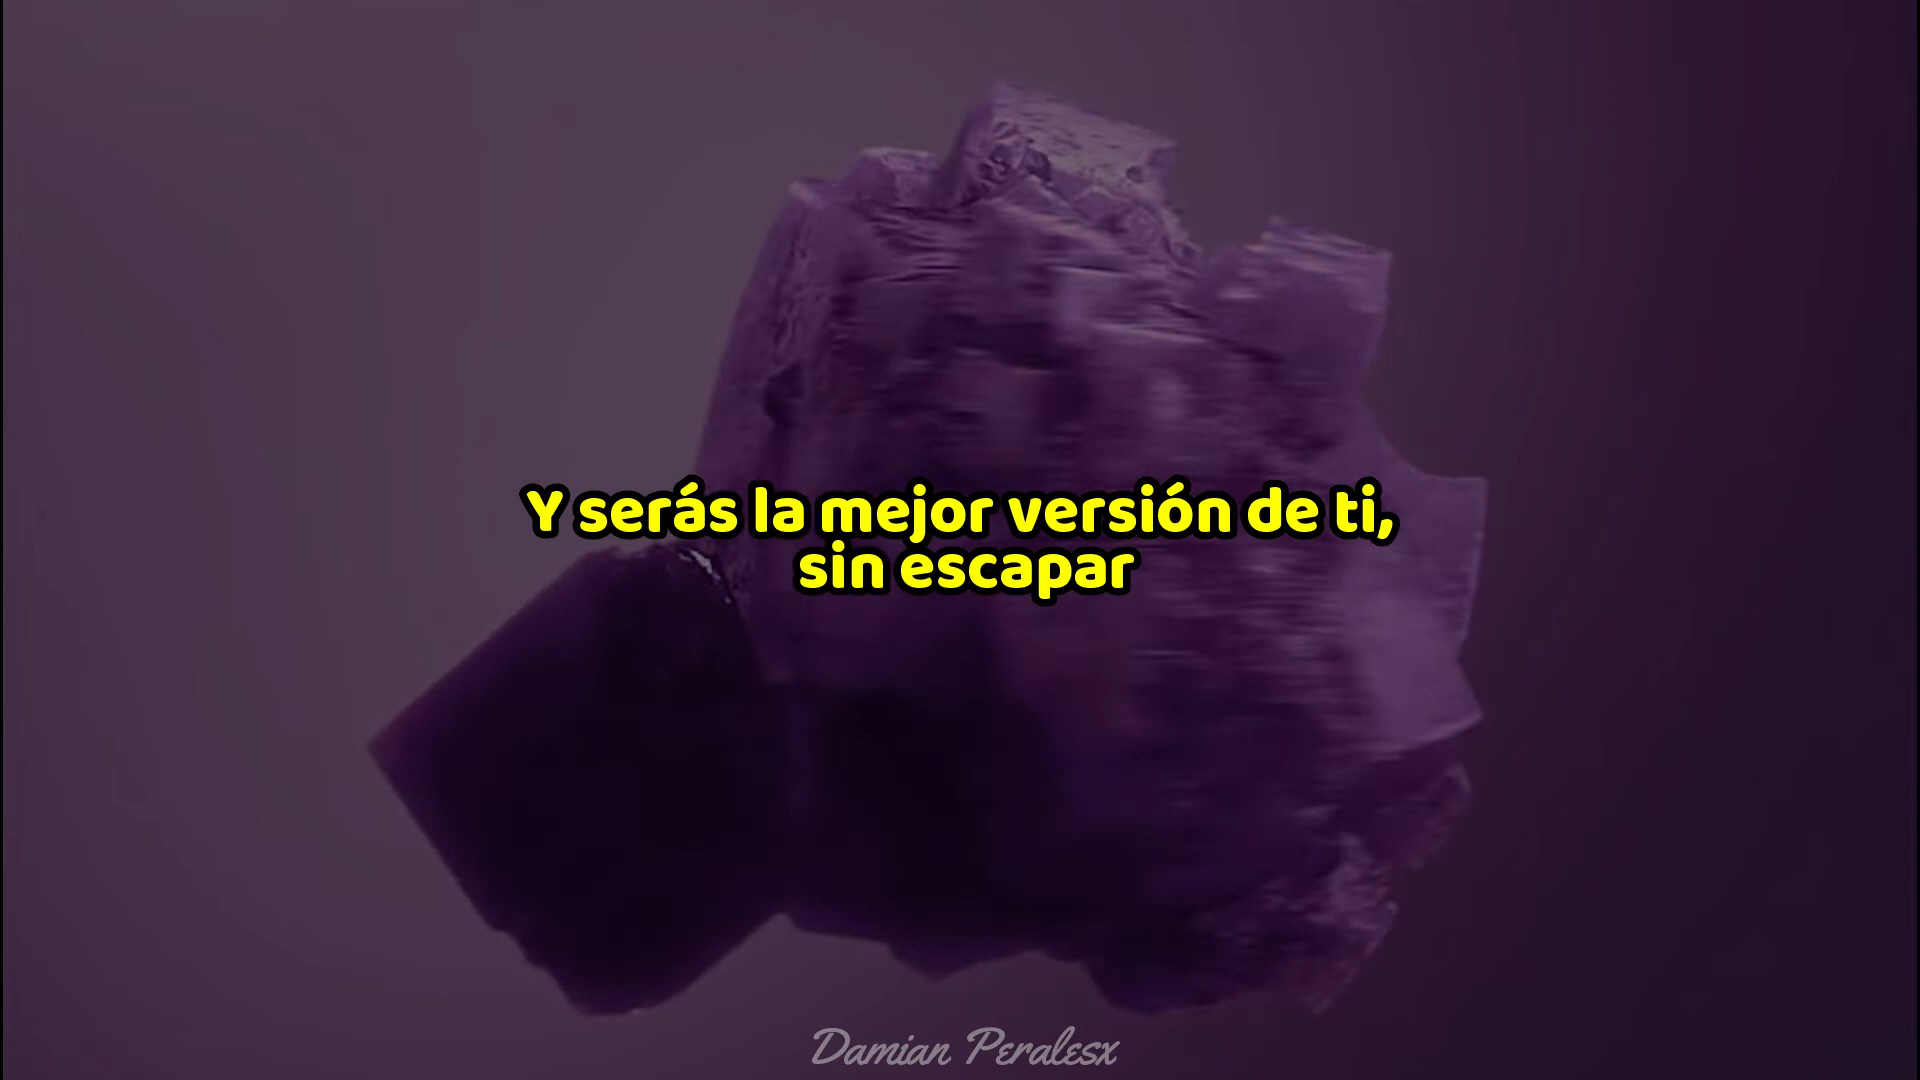 Y serás la mejor versión de ti,
sin escapar
Damian Peralesx